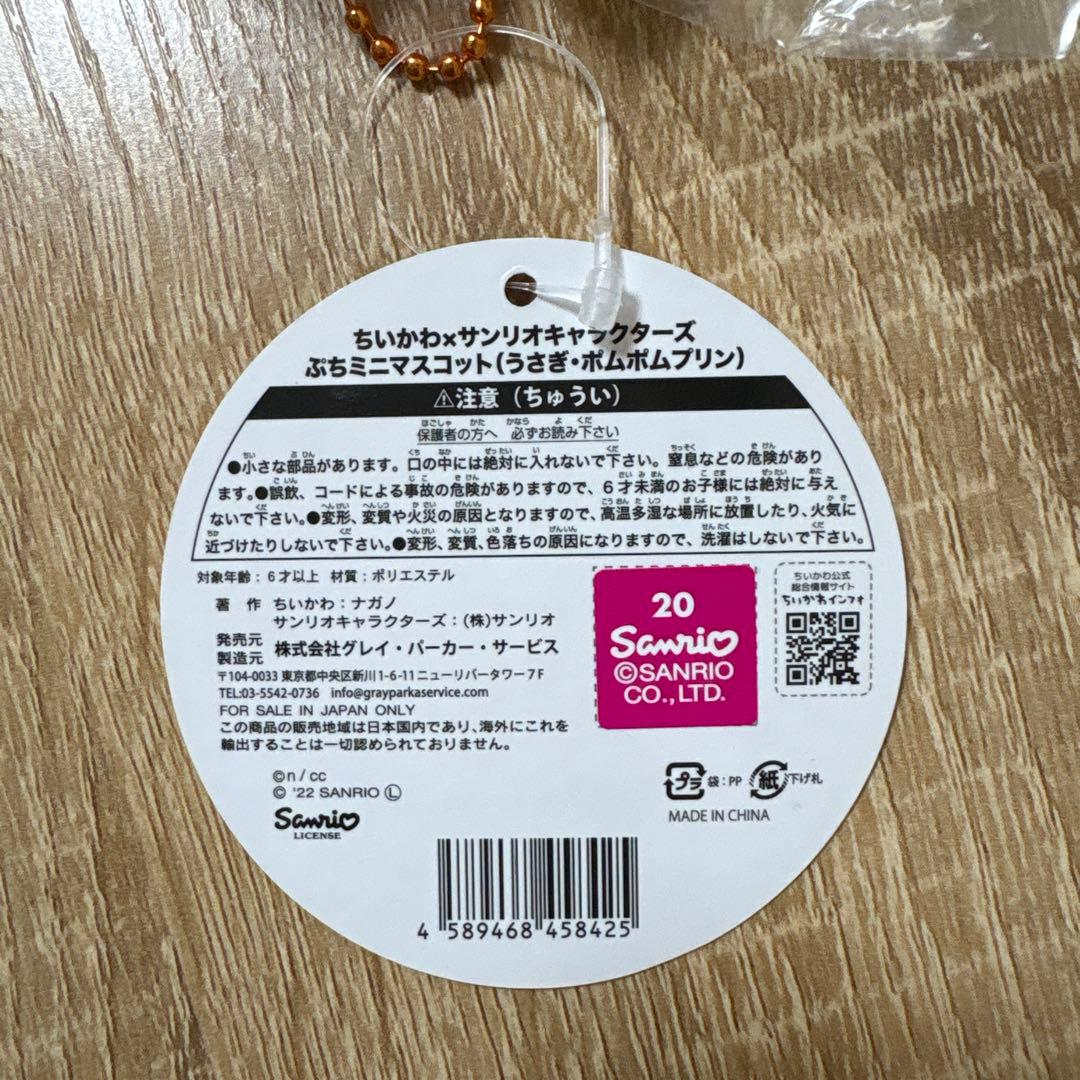 ちいかわ×サンリオキャラクターズ
ぷちミニマスコット(うさぎ・ポムポムプリン)
⚠注意(ちゅうい)
保護者の方へ 必ずお読み下さい
●小さな部品があります。口の中には絶対に入れないで下さい。窒息などの危険があり
ます。●誤飲、コードによる事故の危険がありますので、6才未満のお子様には絶対に与え
ないで下さい。●変形、変質や火災の原因となりますので、高温多湿な場所に放置したり、火気に
近づけたりしないで下さい。●変形、変質、色落ちの原因になりますので、洗濯はしないで下さい。
対象年齢:6才以上 材質:ポリエステル
著 作 ちいかわ:ナガノ
サンリオキャラクターズ:(株)サンリオ
発売元
製造元 株式会社グレイ・パーカー・サービス
〒104-0033 東京都中央区新川1-6-11ニューリバータワー7F
TEL:03-5542-0736 info@grayparkaservice.com
FOR SALE IN JAPAN ONLY
この商品の販売地域は日本国内であり、海外にこれを
輸出することは一切認められておりません。
©n / cc
© '22 SANRIO Ⓛ
Sanrio
LICENSE
20
Sanrio
©SANRIO
CO.,LTD.
ちいかわ公式
総合情報サイト
ちいかわインフォ
プラ 袋:PP 紙 下げ札
MADE IN CHINA
4 589468 458425